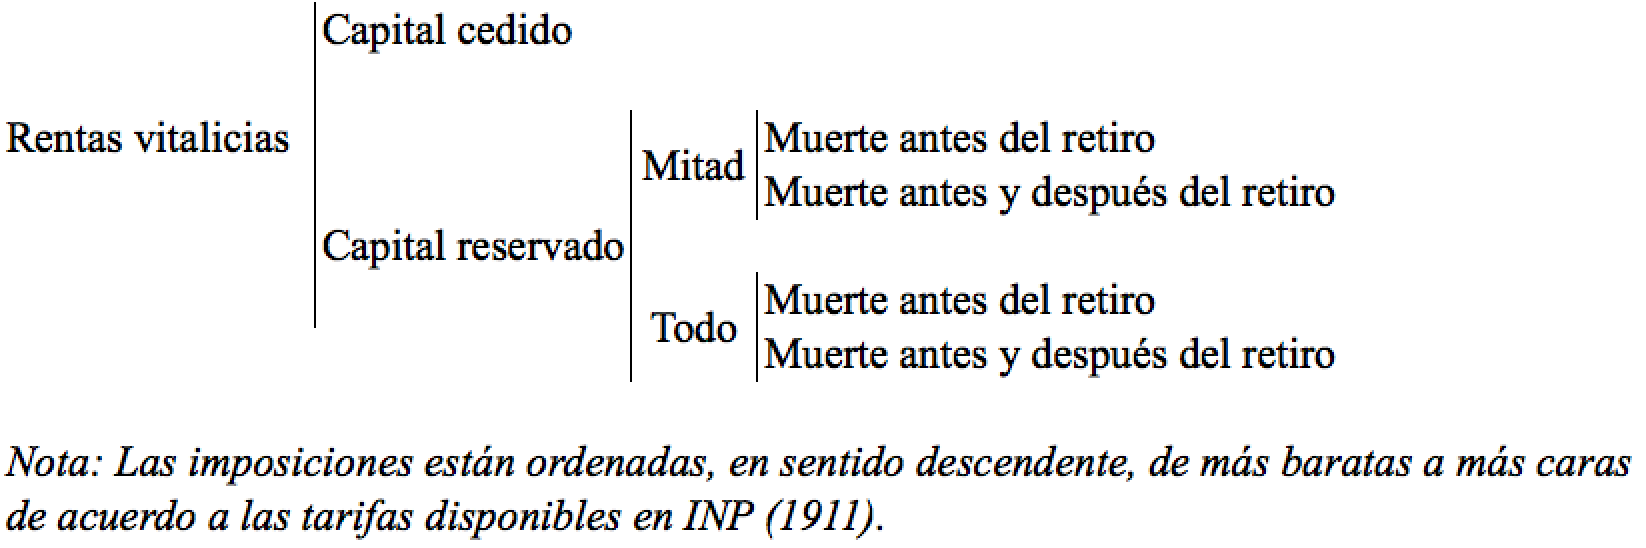 Capital cedido
Rentas vitalicias
Capital reservado
Mitad
Muerte antes del retiro
Muerte antes y después del retiro
Todo
Muerte antes del retiro
Muerte antes y después del retiro
Nota: Las imposiciones están ordenadas, en sentido descendente, de más baratas a más caras
de acuerdo a las tarifas disponibles en INP (1911).